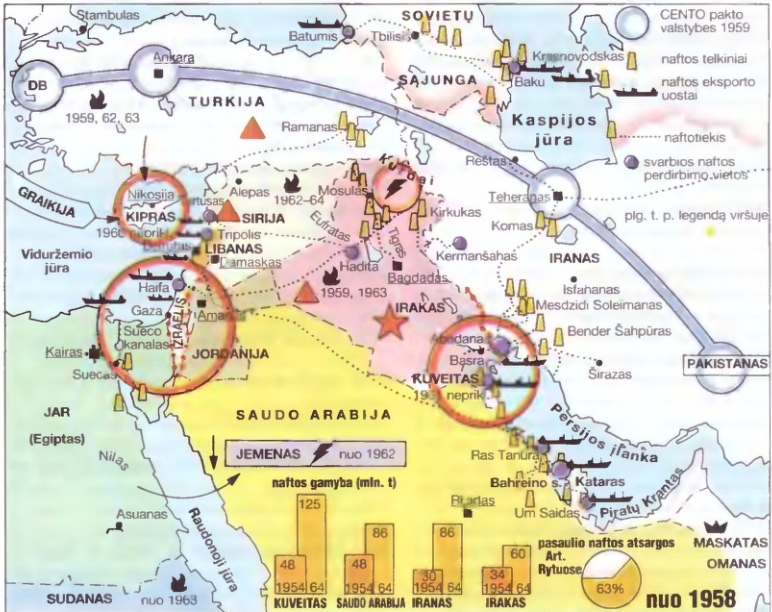 Stambulas
SOVIETŲ
Batumis
Tbilisis
SĄJUNGA
Krasnovodskas
Baku
CENTO pakto
valstybės 1959
naftos telkiniai
naftos eksporto
uostai
naftotiekis
svarbios naftos
perdirbimo vietos
plg. t. p. legendą viršuje
Ankara
DB
TURKIJA
1959, 62, 63
Ramanas
Kaspijos
jūra
Reštas
Teheranas
GRAIKIJA
Nikosija
KIPRAS
Alepas
1962–64
Mosulas
Kurdai
Kirkukas
SIRIJA
Tripolis
LIBANAS
Damaskas
Eufratas
Tigras
Hadita
Bagdadas
Kermanšahas
Komas
IRANAS
Viduržemio
jūra
1959, 1963
IRAKAS
Isfahanas
Mesdzidi Soleimanas
Bender Šahpūras
Haifa
Gaza
IZRAELIS
Sueco
kanalas
JORDANIJA
Abadana
Basra
KUVEITAS
neprik.
Širazas
PAKISTANAS
Kairas
Suecas
JAR
(Egiptas)
Nilas
SAUDO ARABIJA
Persijos įlanka
JEMENAS
nuo 1962
Ras Tanura
Bahreino s.
Kataras
Um Saidas
Piratų Krantas
Asuanas
Raudonoji jūra
Rijadas
MASKATAS
OMANAS
SUDANAS
nuo 1963
naftos gamyba (mln. t)
48
125
1954
64
KUVEITAS
48
86
1954
64
SAUDO ARABIJA
30
86
1954
64
IRANAS
34
60
1954
64
IRAKAS
pasaulio naftos atsargos
Art.
Rytuose
63%
nuo 1958